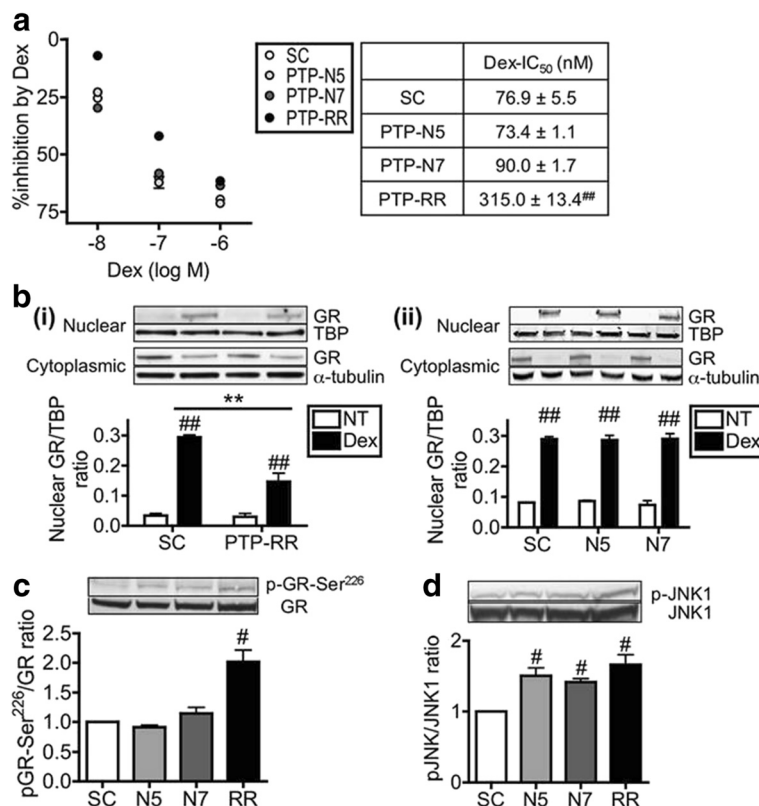 a
0
25
50
75
%inhibition by Dex
-8 -7 -6
Dex (log M)
SC
PTP-N5
PTP-N7
PTP-RR
Dex-IC50 (nM)
SC 76.9 ± 5.5
PTP-N5 73.4 ± 1.1
PTP-N7 90.0 ± 1.7
PTP-RR 315.0 ± 13.4##
b
(i)
Nuclear
GR
TBP
Cytoplasmic
GR
α-tubulin
**
##
##
NT
Dex
Nuclear GR/TBP
ratio
0.3
0.2
0.1
0.0
SC PTP-RR
(ii)
Nuclear
GR
TBP
Cytoplasmic
GR
α-tubulin
## ## ##
NT
Dex
Nuclear GR/TBP
ratio
0.3
0.2
0.1
0.0
SC N5 N7
c
p-GR-Ser226
GR
pGR-Ser226/GR ratio
2.5
2.0
1.5
1.0
0.5
0.0
#
SC N5 N7 RR
d
p-JNK1
JNK1
pJNK/JNK1 ratio
2
1
0
# # #
SC N5 N7 RR